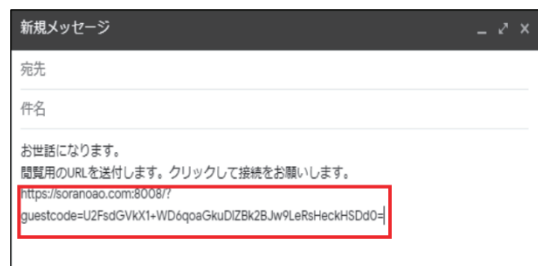 新規メッセージ
宛先
件名
お世話になります。
閲覧用のURLを送付します。クリックして接続をお願いします。
https://soranoao.com:8008/?
guestcode=U2FsdGVkX1+WD6qoaGkuDIZBk2BJw9LeRsHeckHSDd0=